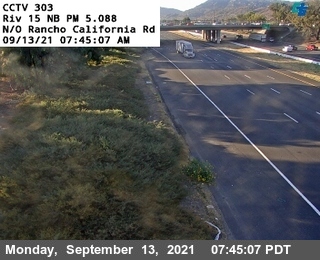 CCTV 303
Riv 15 NB PM 5.088
N/O Rancho California Rd
09/13/21 07:45:07 AM
Monday, September 13, 2021 07:45:07 PDT